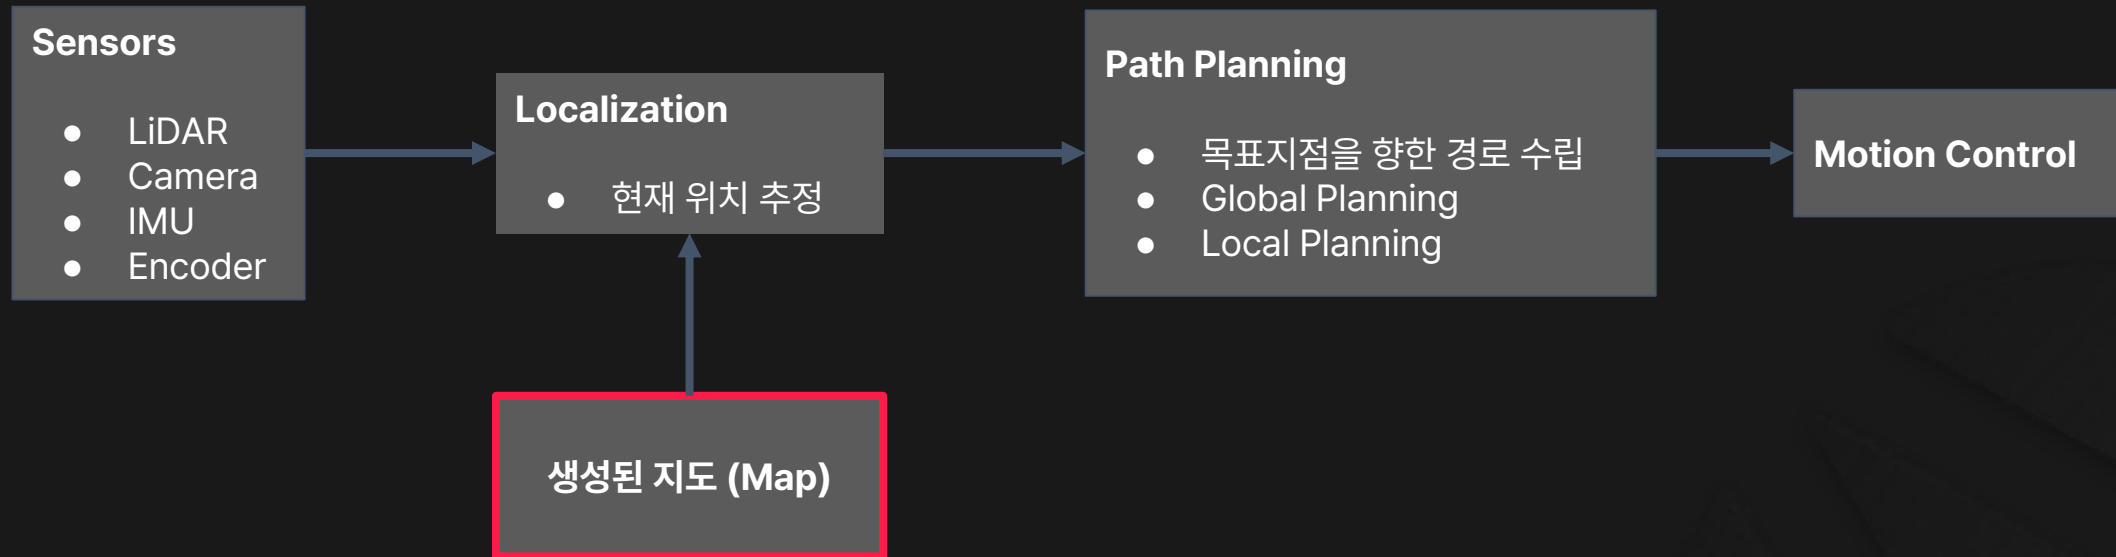 Sensors
● LiDAR
● Camera
● IMU
● Encoder
Localization
● 현재 위치 추정
생성된 지도 (Map)
Path Planning
● 목표지점을 향한 경로 수립
● Global Planning
● Local Planning
Motion Control